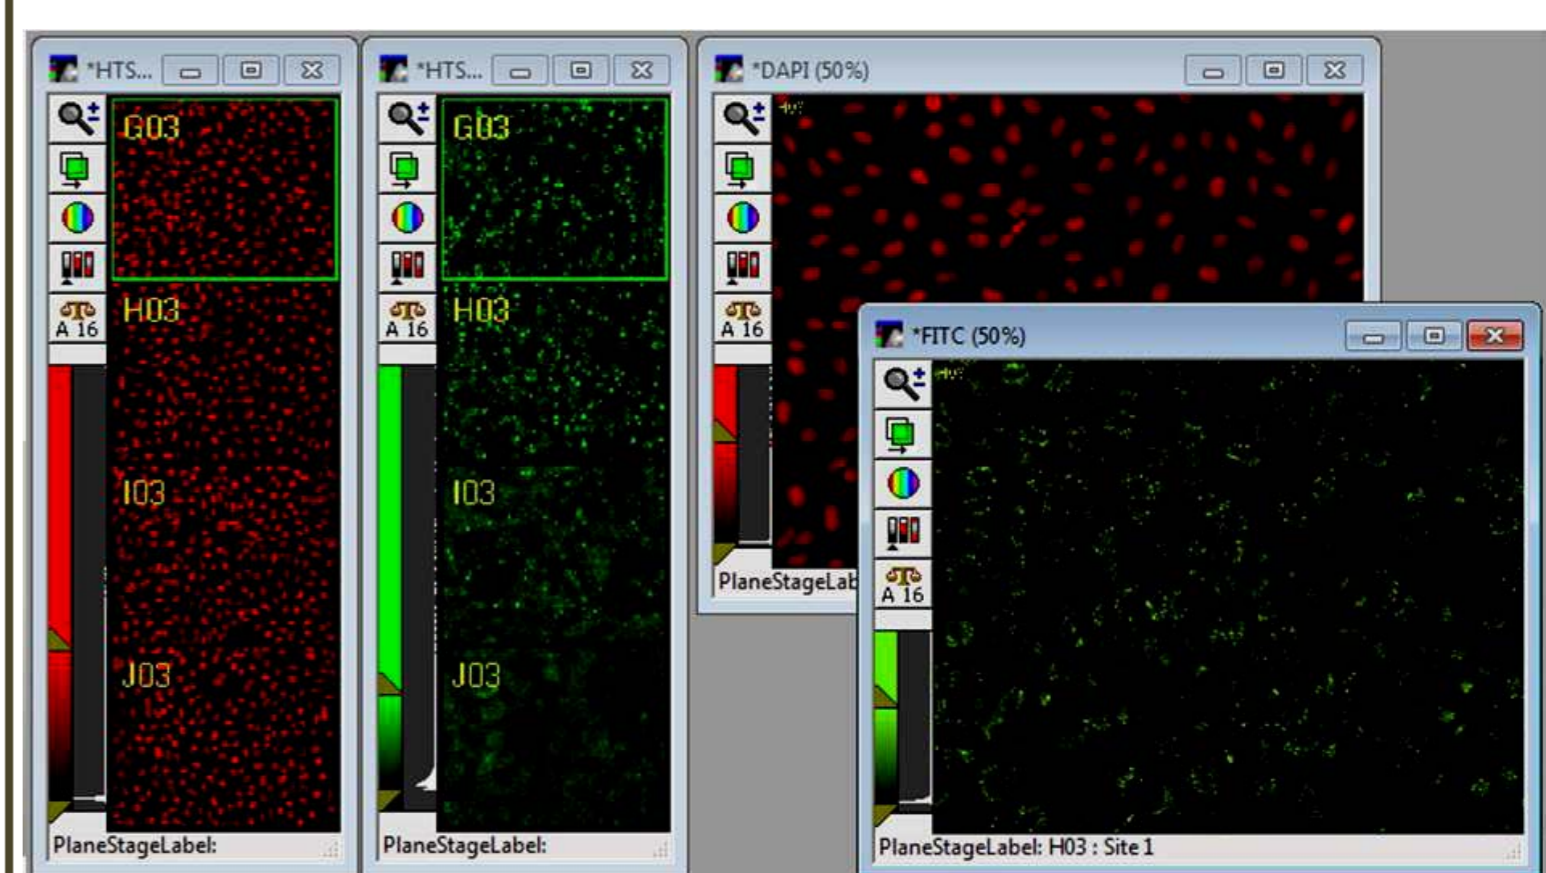 *HTS...
G03
A 16
H03
I03
J03
PlaneStageLabel:
*HTS...
G03
A 16
H03
I03
J03
PlaneStageLabel:
*DAPI (50%)
A 16
PlaneStageLab
*FITC (50%)
A 16
PlaneStageLabel: H03 : Site 1